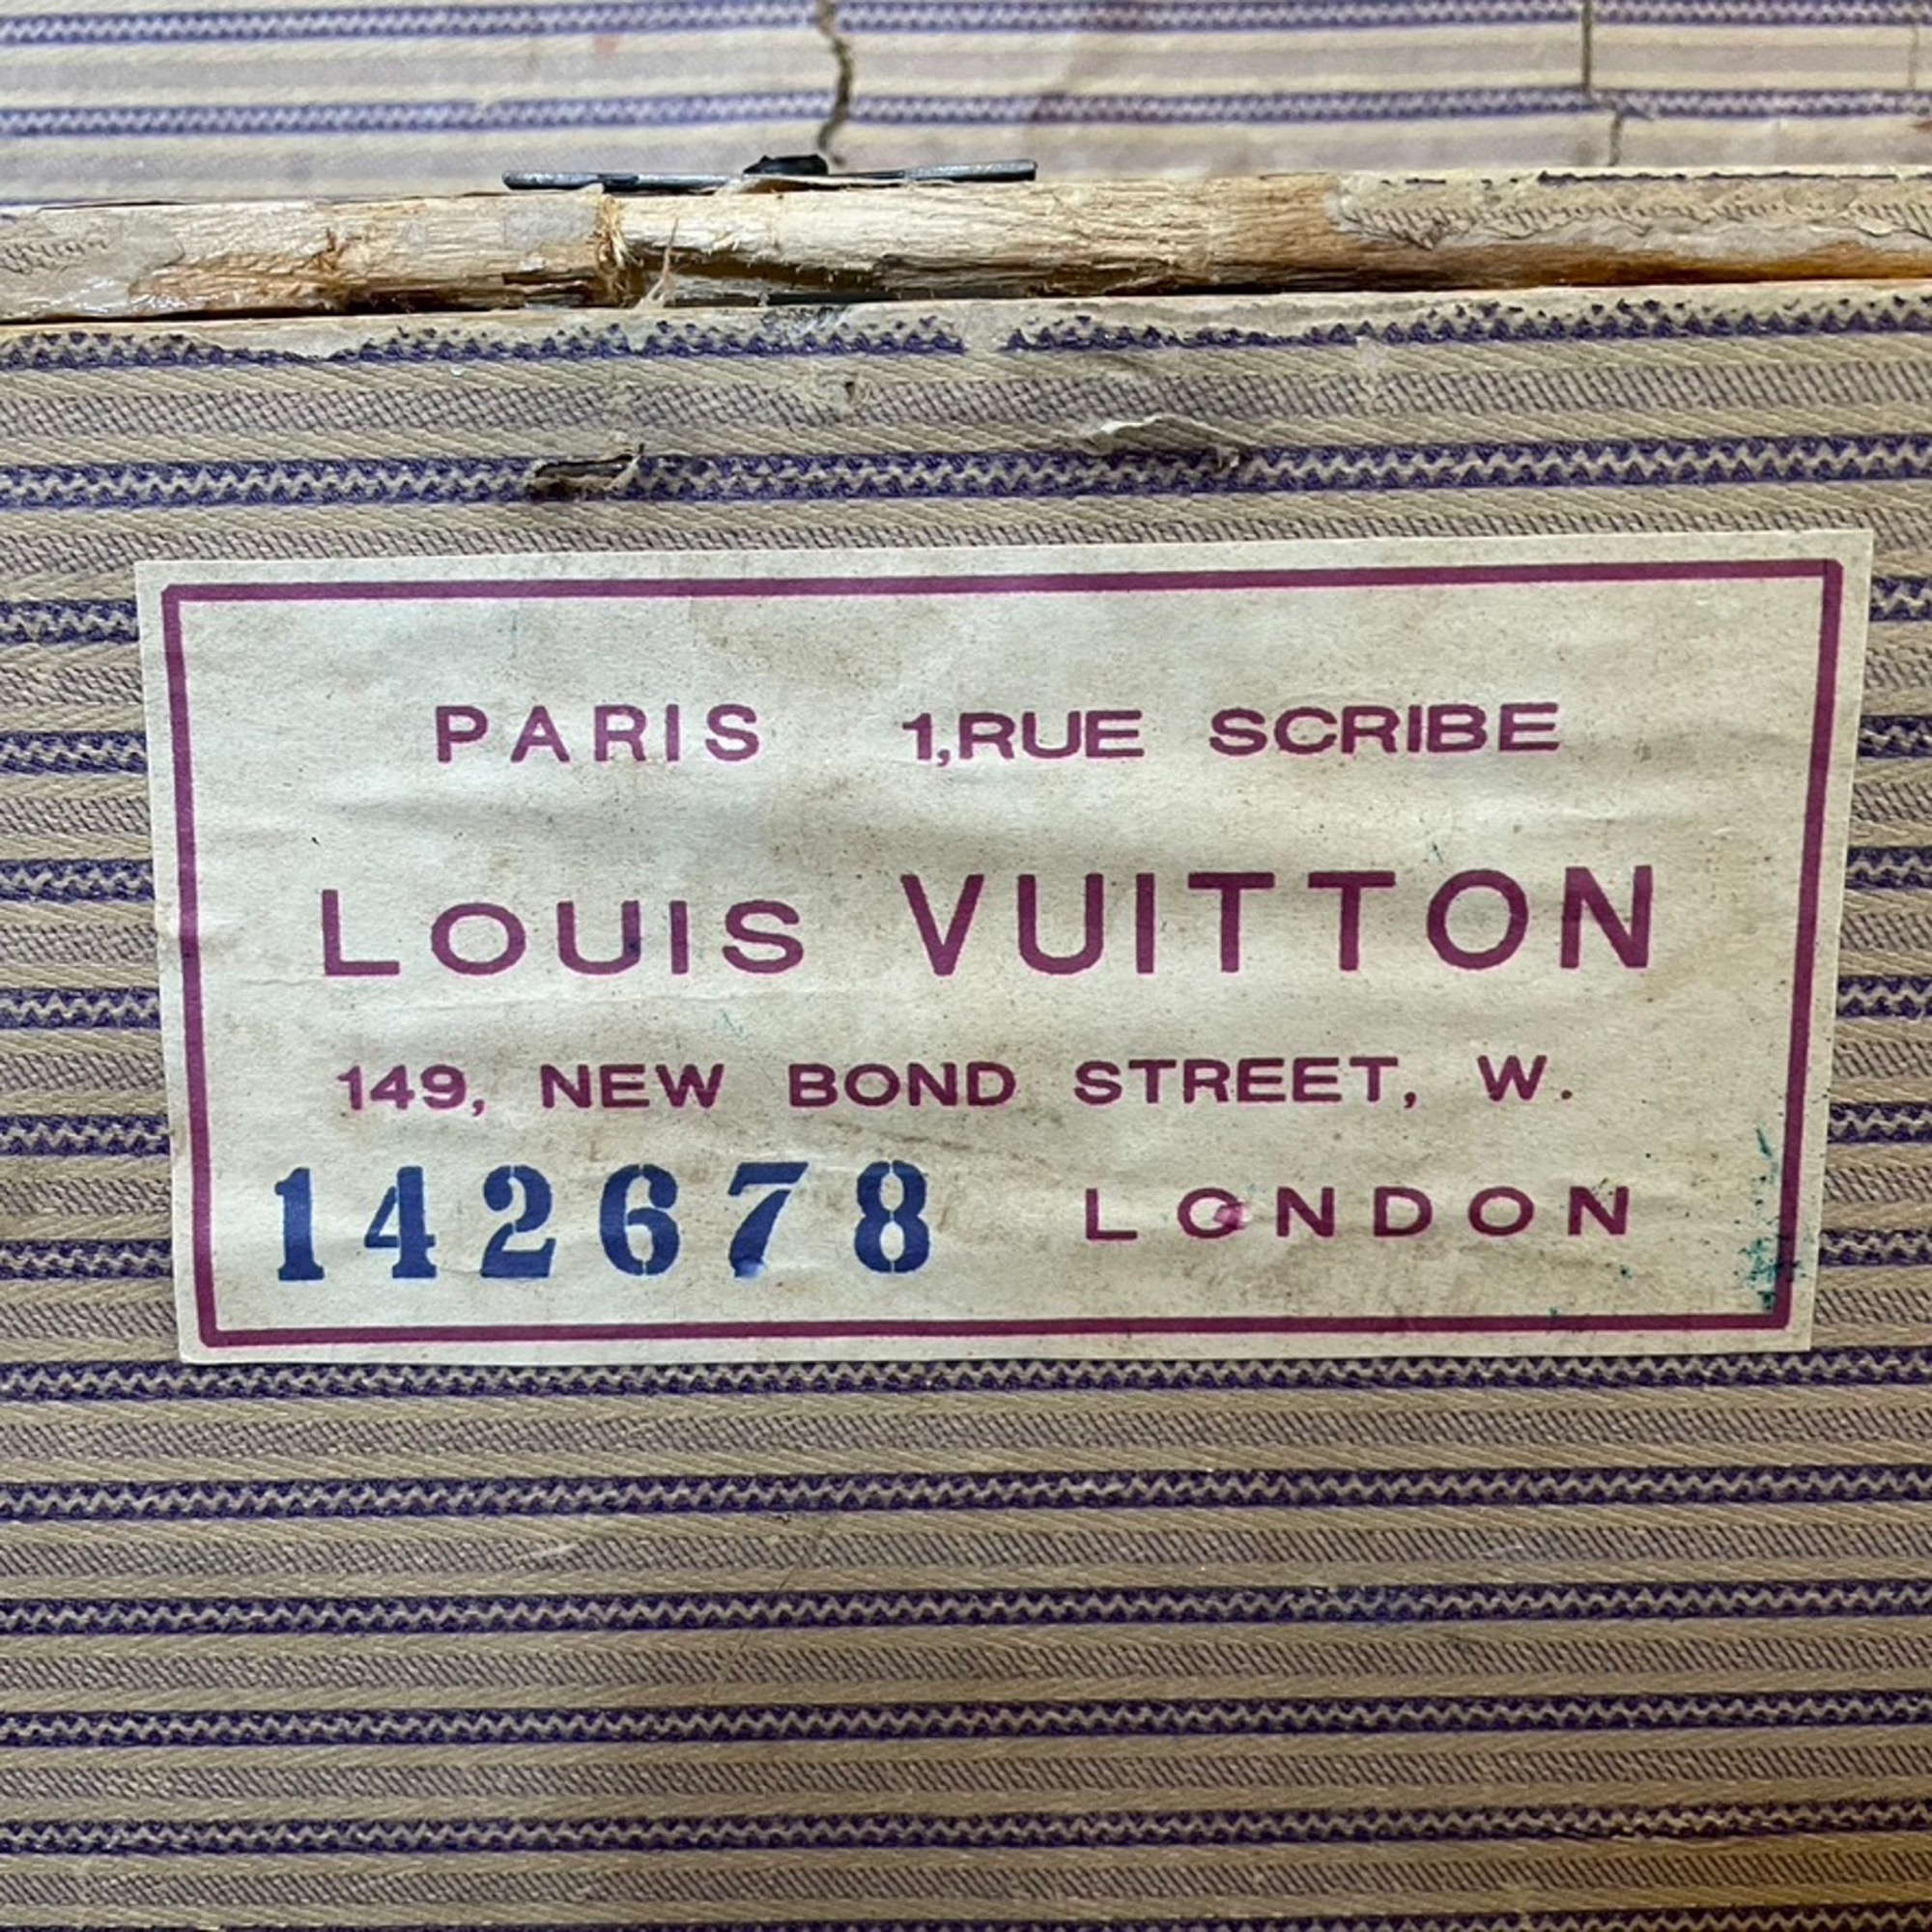 PARIS 1,RUE SCRIBE
LOUIS VUITTON
149, NEW BOND STREET, W.
142678 LONDON